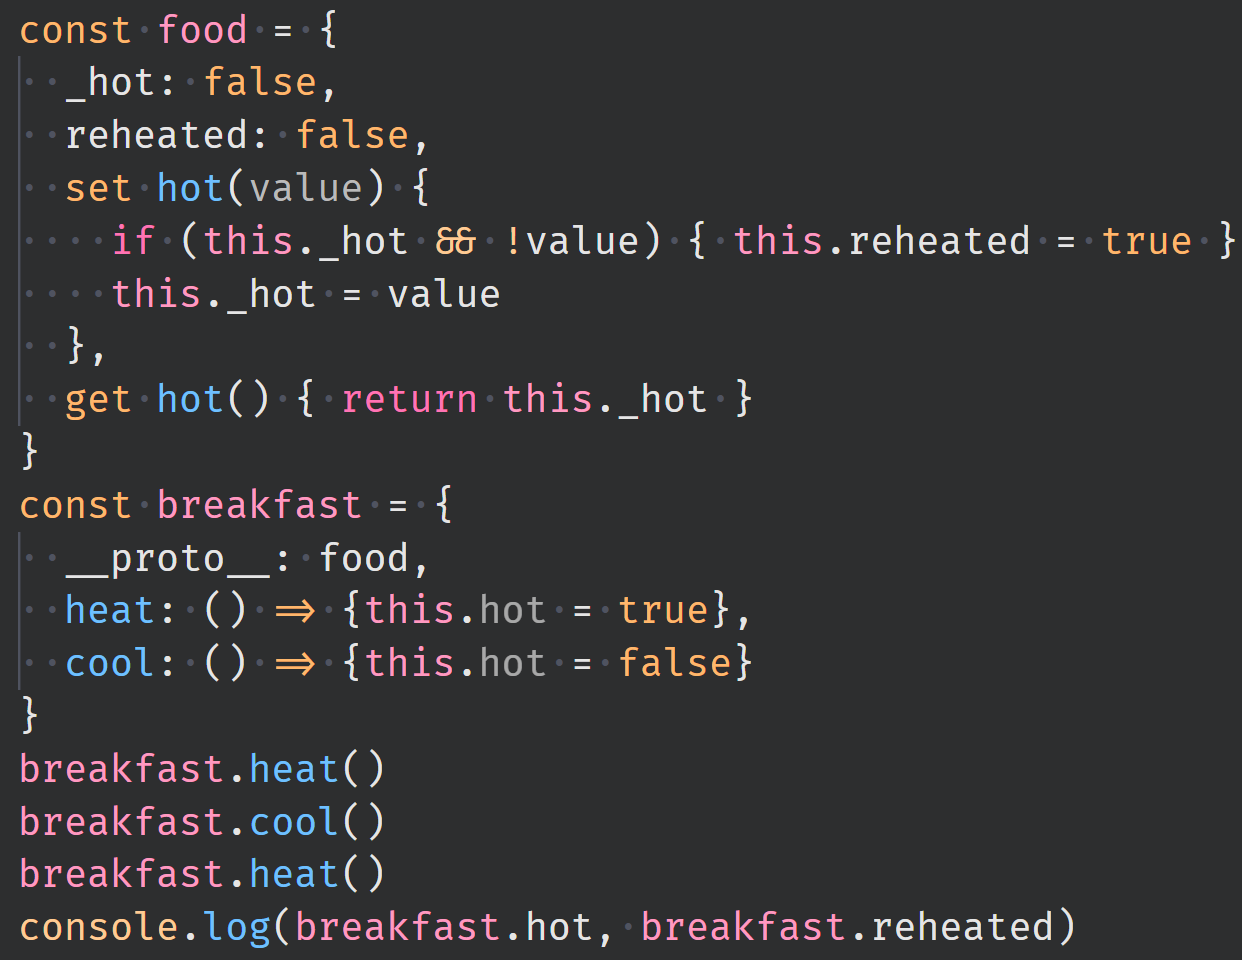 const food = {
  _hot: false,
  reheated: false,
  set hot(value) {
    if (this._hot && !value) { this.reheated = true }
    this._hot = value
  },
  get hot() { return this._hot }
}
const breakfast = {
  __proto__: food,
  heat: () => {this.hot = true},
  cool: () => {this.hot = false}
}
breakfast.heat()
breakfast.cool()
breakfast.heat()
console.log(breakfast.hot, breakfast.reheated)